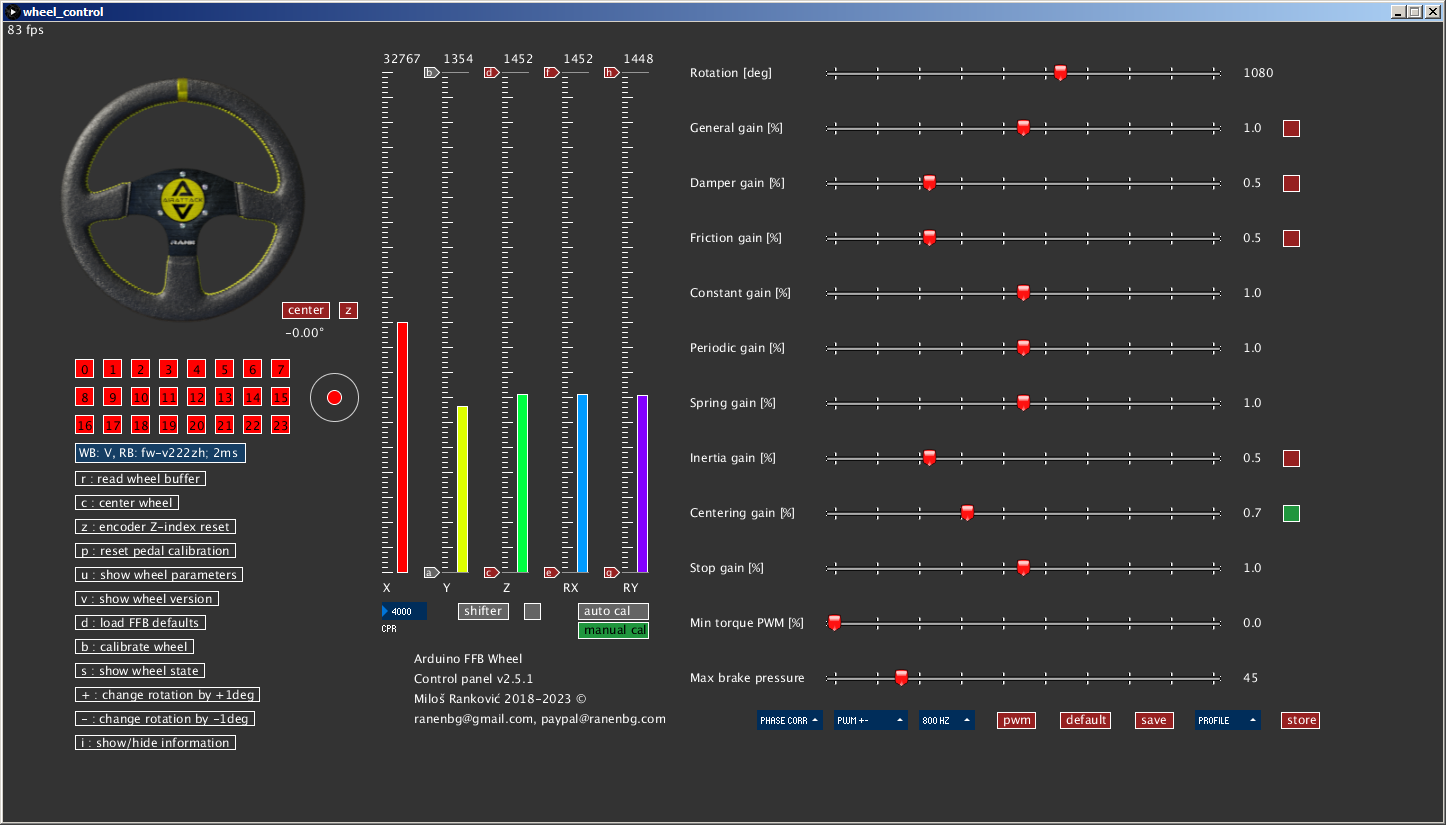 wheel_control
83 fps
32767 1354 1452 1452 1448
b d f h
AIRATTACK
RANE
center z
-0.00°
0 1 2 3 4 5 6 7
8 9 10 11 12 13 14 15
16 17 18 19 20 21 22 23
WB: V, RB: fw-v222zh; 2ms
r : read wheel buffer
c : center wheel
z : encoder Z-index reset
p : reset pedal calibration
u : show wheel parameters
v : show wheel version
d : load FFB defaults
b : calibrate wheel
s : show wheel state
+ : change rotation by +1deg
- : change rotation by -1deg
i : show/hide information
a c e g
X Y Z RX RY
4000 shifter auto cal
CPR manual cal
Arduino FFB Wheel
Control panel v2.5.1
Miloš Ranković 2018-2023 ©
ranenbg@gmail.com, paypal@ranenbg.com
Rotation [deg] 1080
General gain [%] 1.0
Damper gain [%] 0.5
Friction gain [%] 0.5
Constant gain [%] 1.0
Periodic gain [%] 1.0
Spring gain [%] 1.0
Inertia gain [%] 0.5
Centering gain [%] 0.7
Stop gain [%] 1.0
Min torque PWM [%] 0.0
Max brake pressure 45
PHASE CORR PWM +- 800 HZ pwm default save PROFILE store